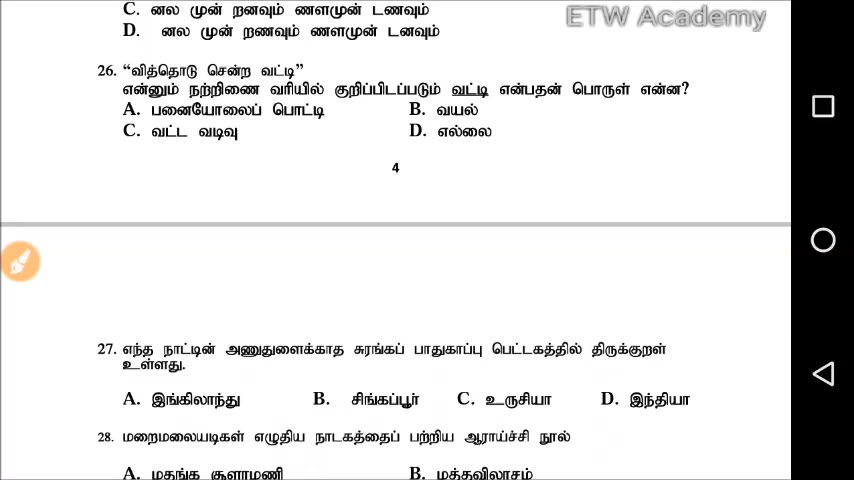 ETW Academy
C. னல முன் றனவும் ணளமுன் டணவும்
D. னல முன் றணவும் ணளமுன் டனவும்
26. “வித்தொடு சென்ற வட்டி”
என்னும் நற்றிணை வரியில் குறிப்பிடப்படும் வட்டி என்பதன் பொருள் என்ன?
A. பனையோலைப் பொட்டி B. வயல்
C. வட்ட வடிவு D. எல்லை
4
27. எந்த நாட்டின் அணுதுளைக்காத சுரங்கப் பாதுகாப்பு பெட்டகத்தில் திருக்குறள்
உள்ளது.
A. இங்கிலாந்து B. சிங்கப்பூர் C. உருசியா D. இந்தியா
28. மறைமலையடிகள் எழுதிய நாடகத்தைப் பற்றிய ஆராய்ச்சி நூல்
A. மதங்க சூளாமணி B. மத்தவிலாசம்